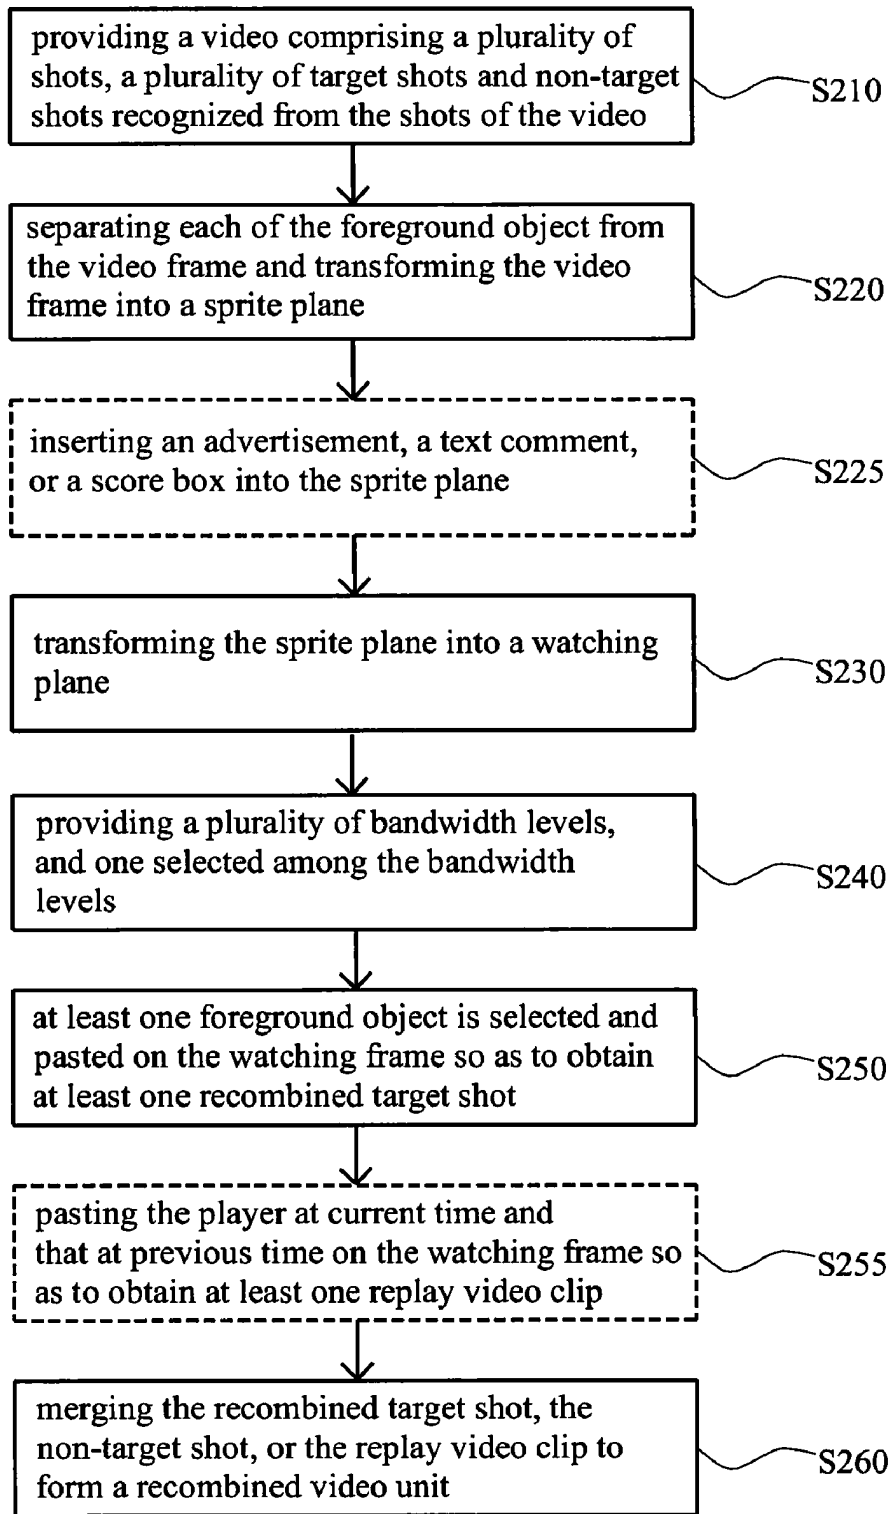 providing a video comprising a plurality of
shots, a plurality of target shots and non-target
shots recognized from the shots of the video
S210
separating each of the foreground object from
the video frame and transforming the video
frame into a sprite plane
S220
inserting an advertisement, a text comment,
or a score box into the sprite plane
S225
transforming the sprite plane into a watching
plane
S230
providing a plurality of bandwidth levels,
and one selected among the bandwidth
levels
S240
at least one foreground object is selected and
pasted on the watching frame so as to obtain
at least one recombined target shot
S250
pasting the player at current time and
that at previous time on the watching frame so
as to obtain at least one replay video clip
S255
merging the recombined target shot, the
non-target shot, or the replay video clip to
form a recombined video unit
S260